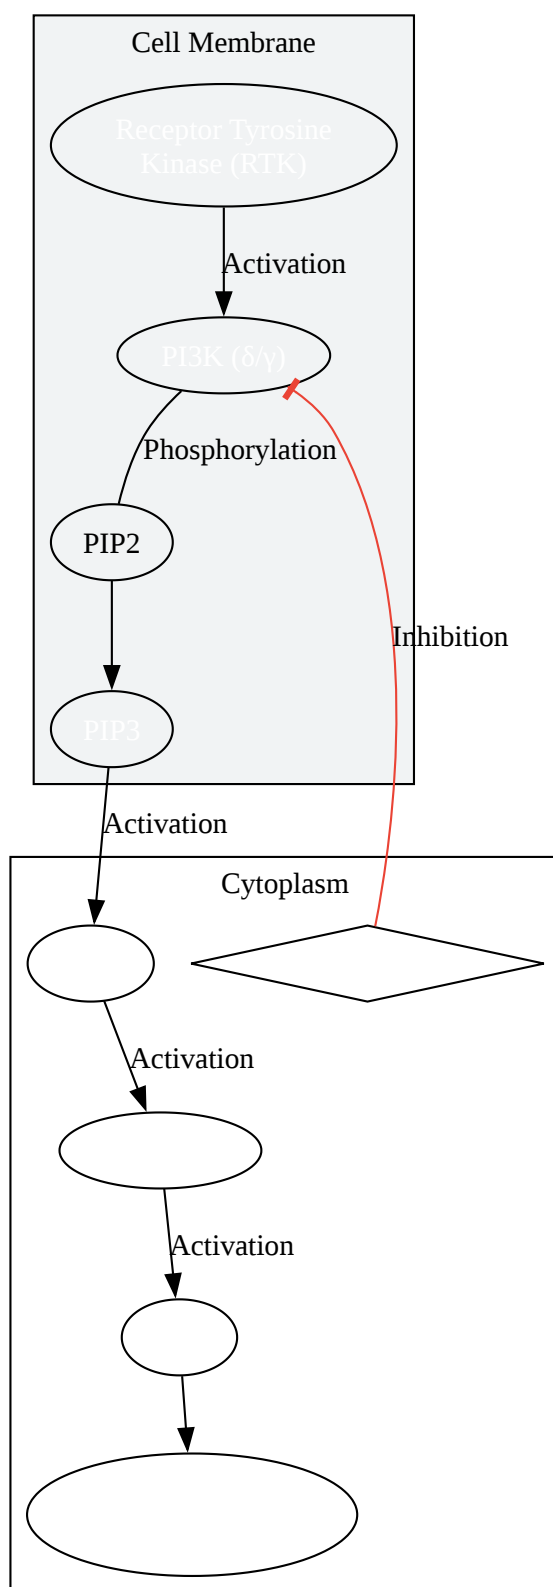 Cell Membrane
Receptor Tyrosine
Kinase (RTK)
Activation
PI3K (δ/γ)
Phosphorylation
PIP2
Inhibition
PIP3
Activation
Cytoplasm
Activation
Activation